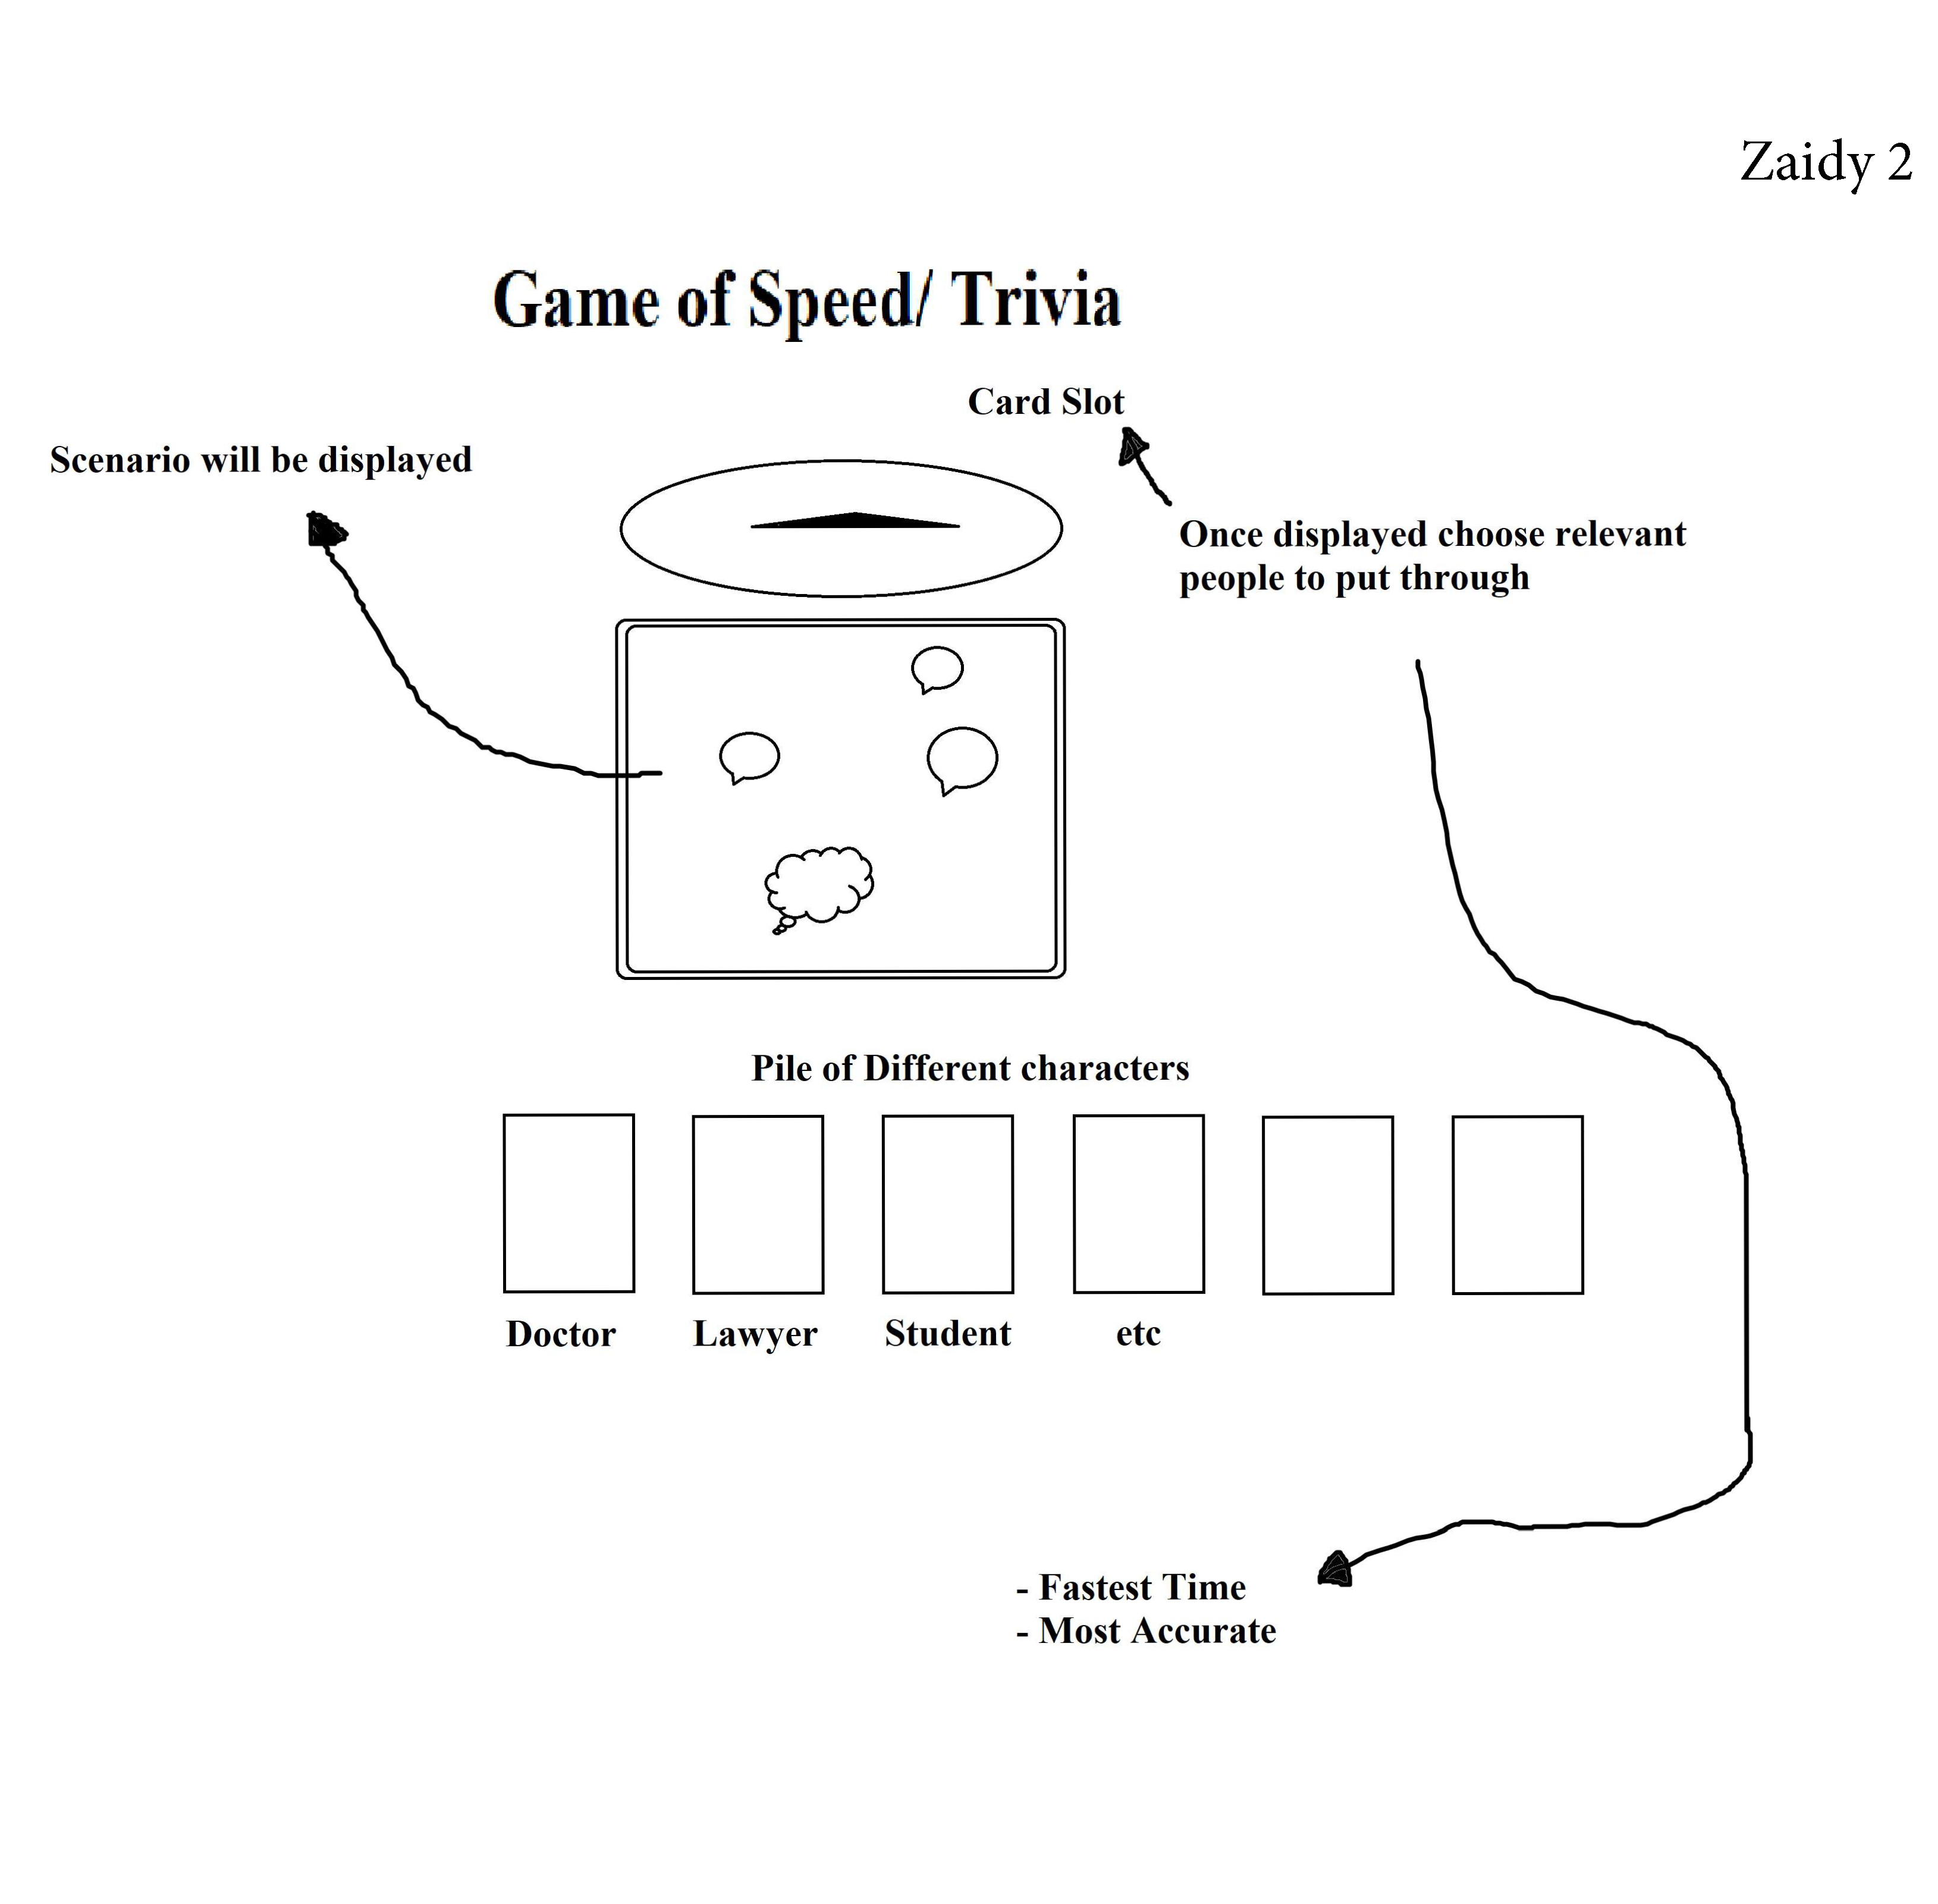 Zaidy 2
Game of Speed/ Trivia
Card Slot
Scenario will be displayed
Once displayed choose relevant
people to put through
Pile of Different characters
Doctor
Lawyer
Student
etc
- Fastest Time
- Most Accurate